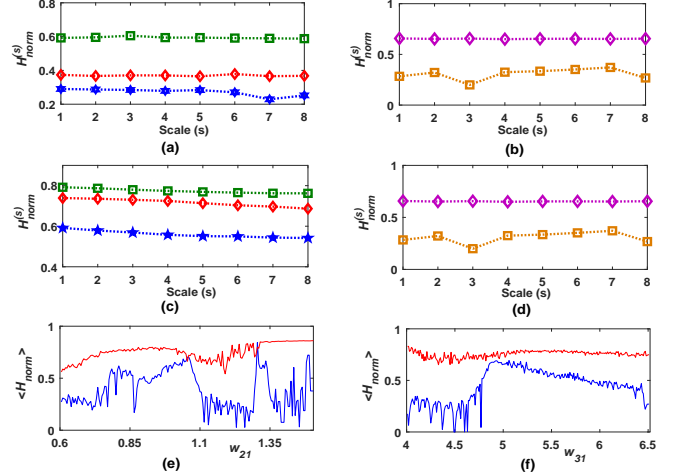 0.8
0.6
0.4
0.2
H_norm^(s)
1 2 3 4 5 6 7 8
Scale (s)
(a)
1
0.5
0
H_norm^(s)
1 2 3 4 5 6 7 8
Scale (s)
(b)
0.8
0.6
0.4
H_norm^(s)
1 2 3 4 5 6 7 8
Scale (s)
(c)
1
0.5
0
H_norm^(s)
1 2 3 4 5 6 7 8
Scale (s)
(d)
1
0.5
0
<H_norm>
0.6 0.85 1.1 1.35
w_21
(e)
1
0.5
0
<H_norm>
4 4.5 5 5.5 6 6.5
w_31
(f)